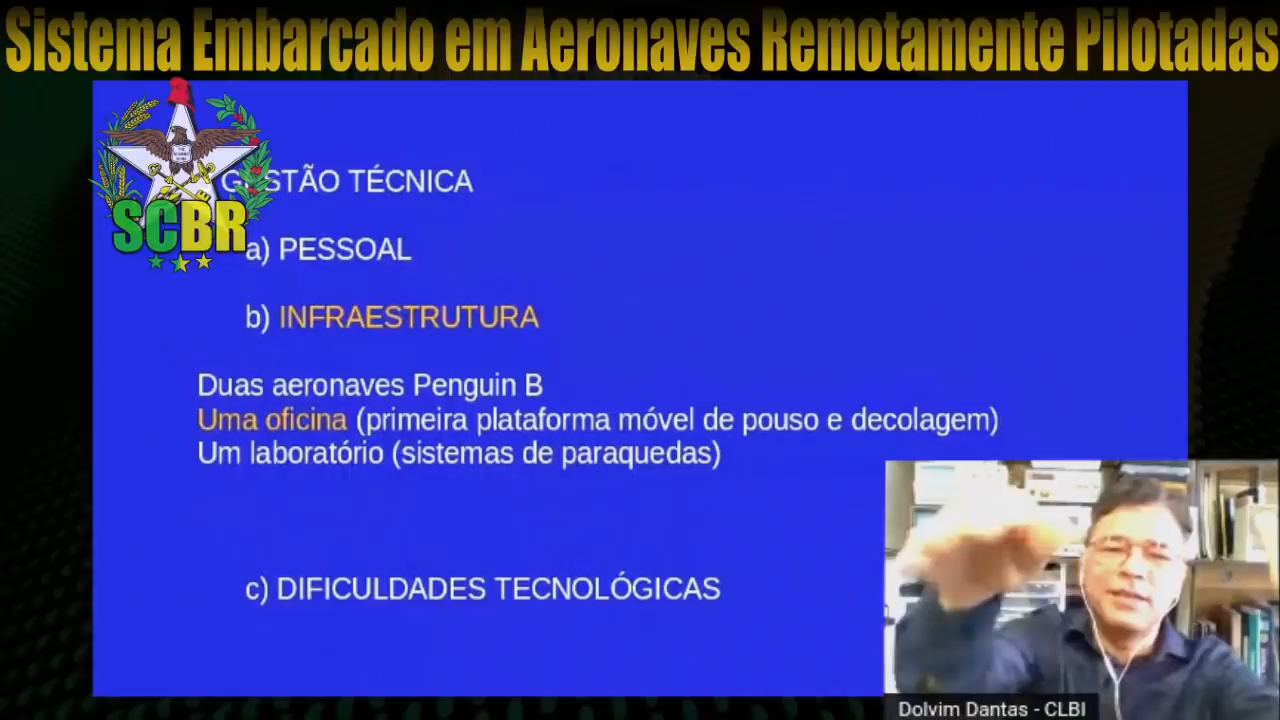 Sistema Embarcado em Aeronaves Remotamente Pilotadas
GESTÃO TÉCNICA
SCBR
a) PESSOAL
b) INFRAESTRUTURA
Duas aeronaves Penguin B
Uma oficina (primeira plataforma móvel de pouso e decolagem)
Um laboratório (sistemas de paraquedas)
c) DIFICULDADES TECNOLÓGICAS
Dolvim Dantas - CLBI